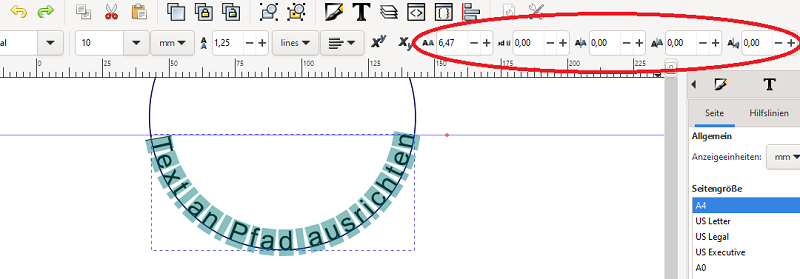 al 10 mm 1,25 lines 6,47 0,00 0,00 0,00 0,00
0 25 50 75 100 125 150 175 200 225
Text an Pfad ausrichten
Seite Hilfslinien
Allgemein
Anzeigeeinheiten: mm
Seitengröße
A4
US Letter
US Legal
US Executive
A0